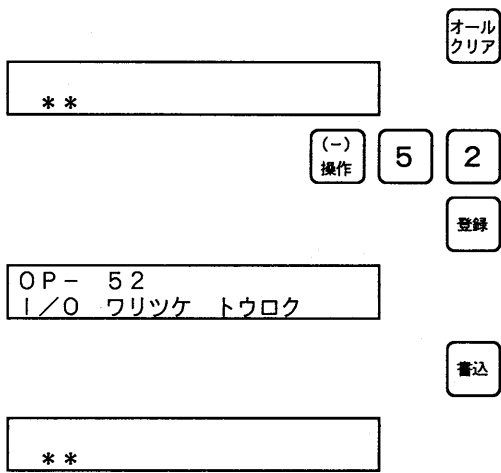 オール
クリア
＊＊
(−)
操作
5
2
登録
OP− 52
I／O ワリツケ トウロク
書込
＊＊